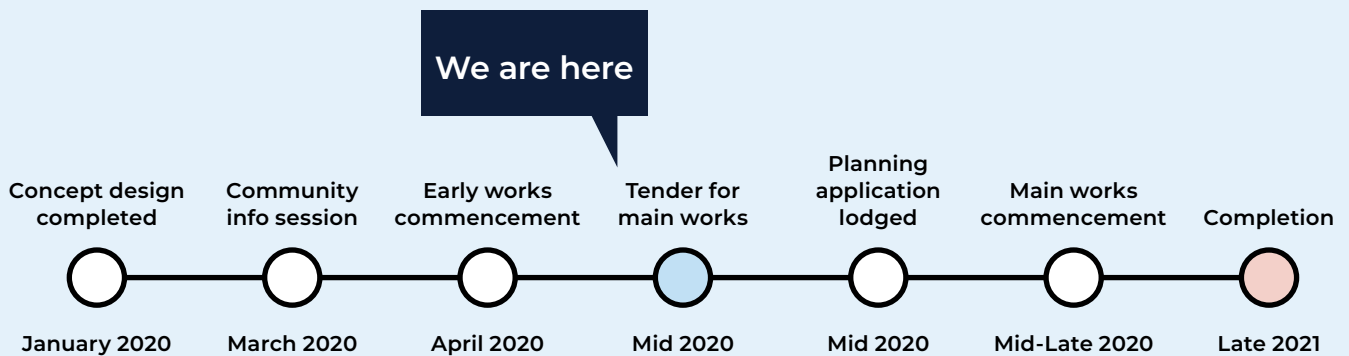 We are here
Concept design
completed
Community
info session
Early works
commencement
Tender for
main works
Planning
application
lodged
Main works
commencement
Completion
January 2020
March 2020
April 2020
Mid 2020
Mid 2020
Mid-Late 2020
Late 2021